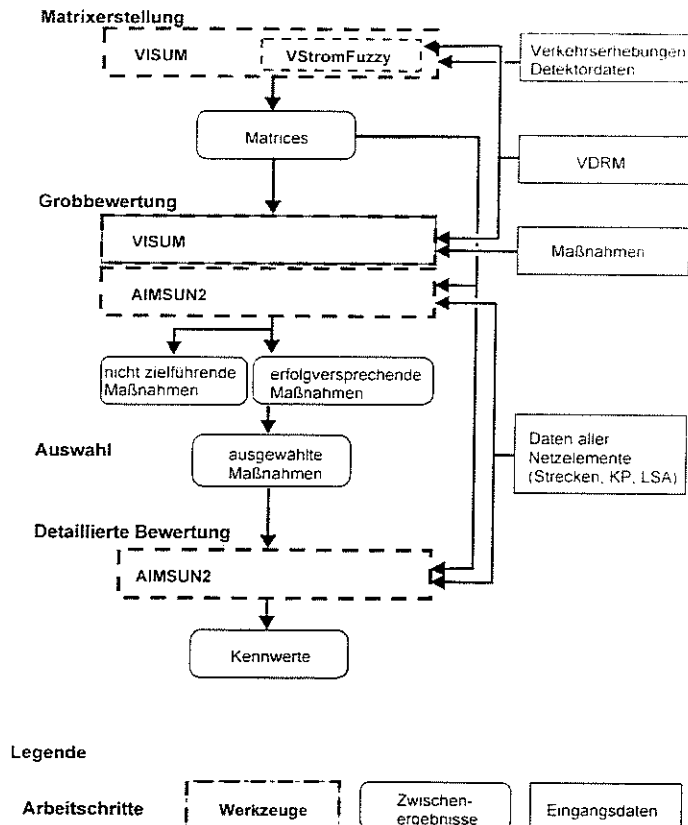 Matrixerstellung
VISUM
VStromFuzzy
Verkehrserhebungen
Detektordaten
Matrices
VDRM
Grobbewertung
VISUM
Maßnahmen
AIMSUN2
nicht zielführende
Maßnahmen
erfolgversprechende
Maßnahmen
Auswahl
ausgewählte
Maßnahmen
Daten aller
Netzelemente
(Strecken, KP, LSA)
Detaillierte Bewertung
AIMSUN2
Kennwerte
Legende
Arbeitschritte
Werkzeuge
Zwischen-
ergebnisse
Eingangsdaten